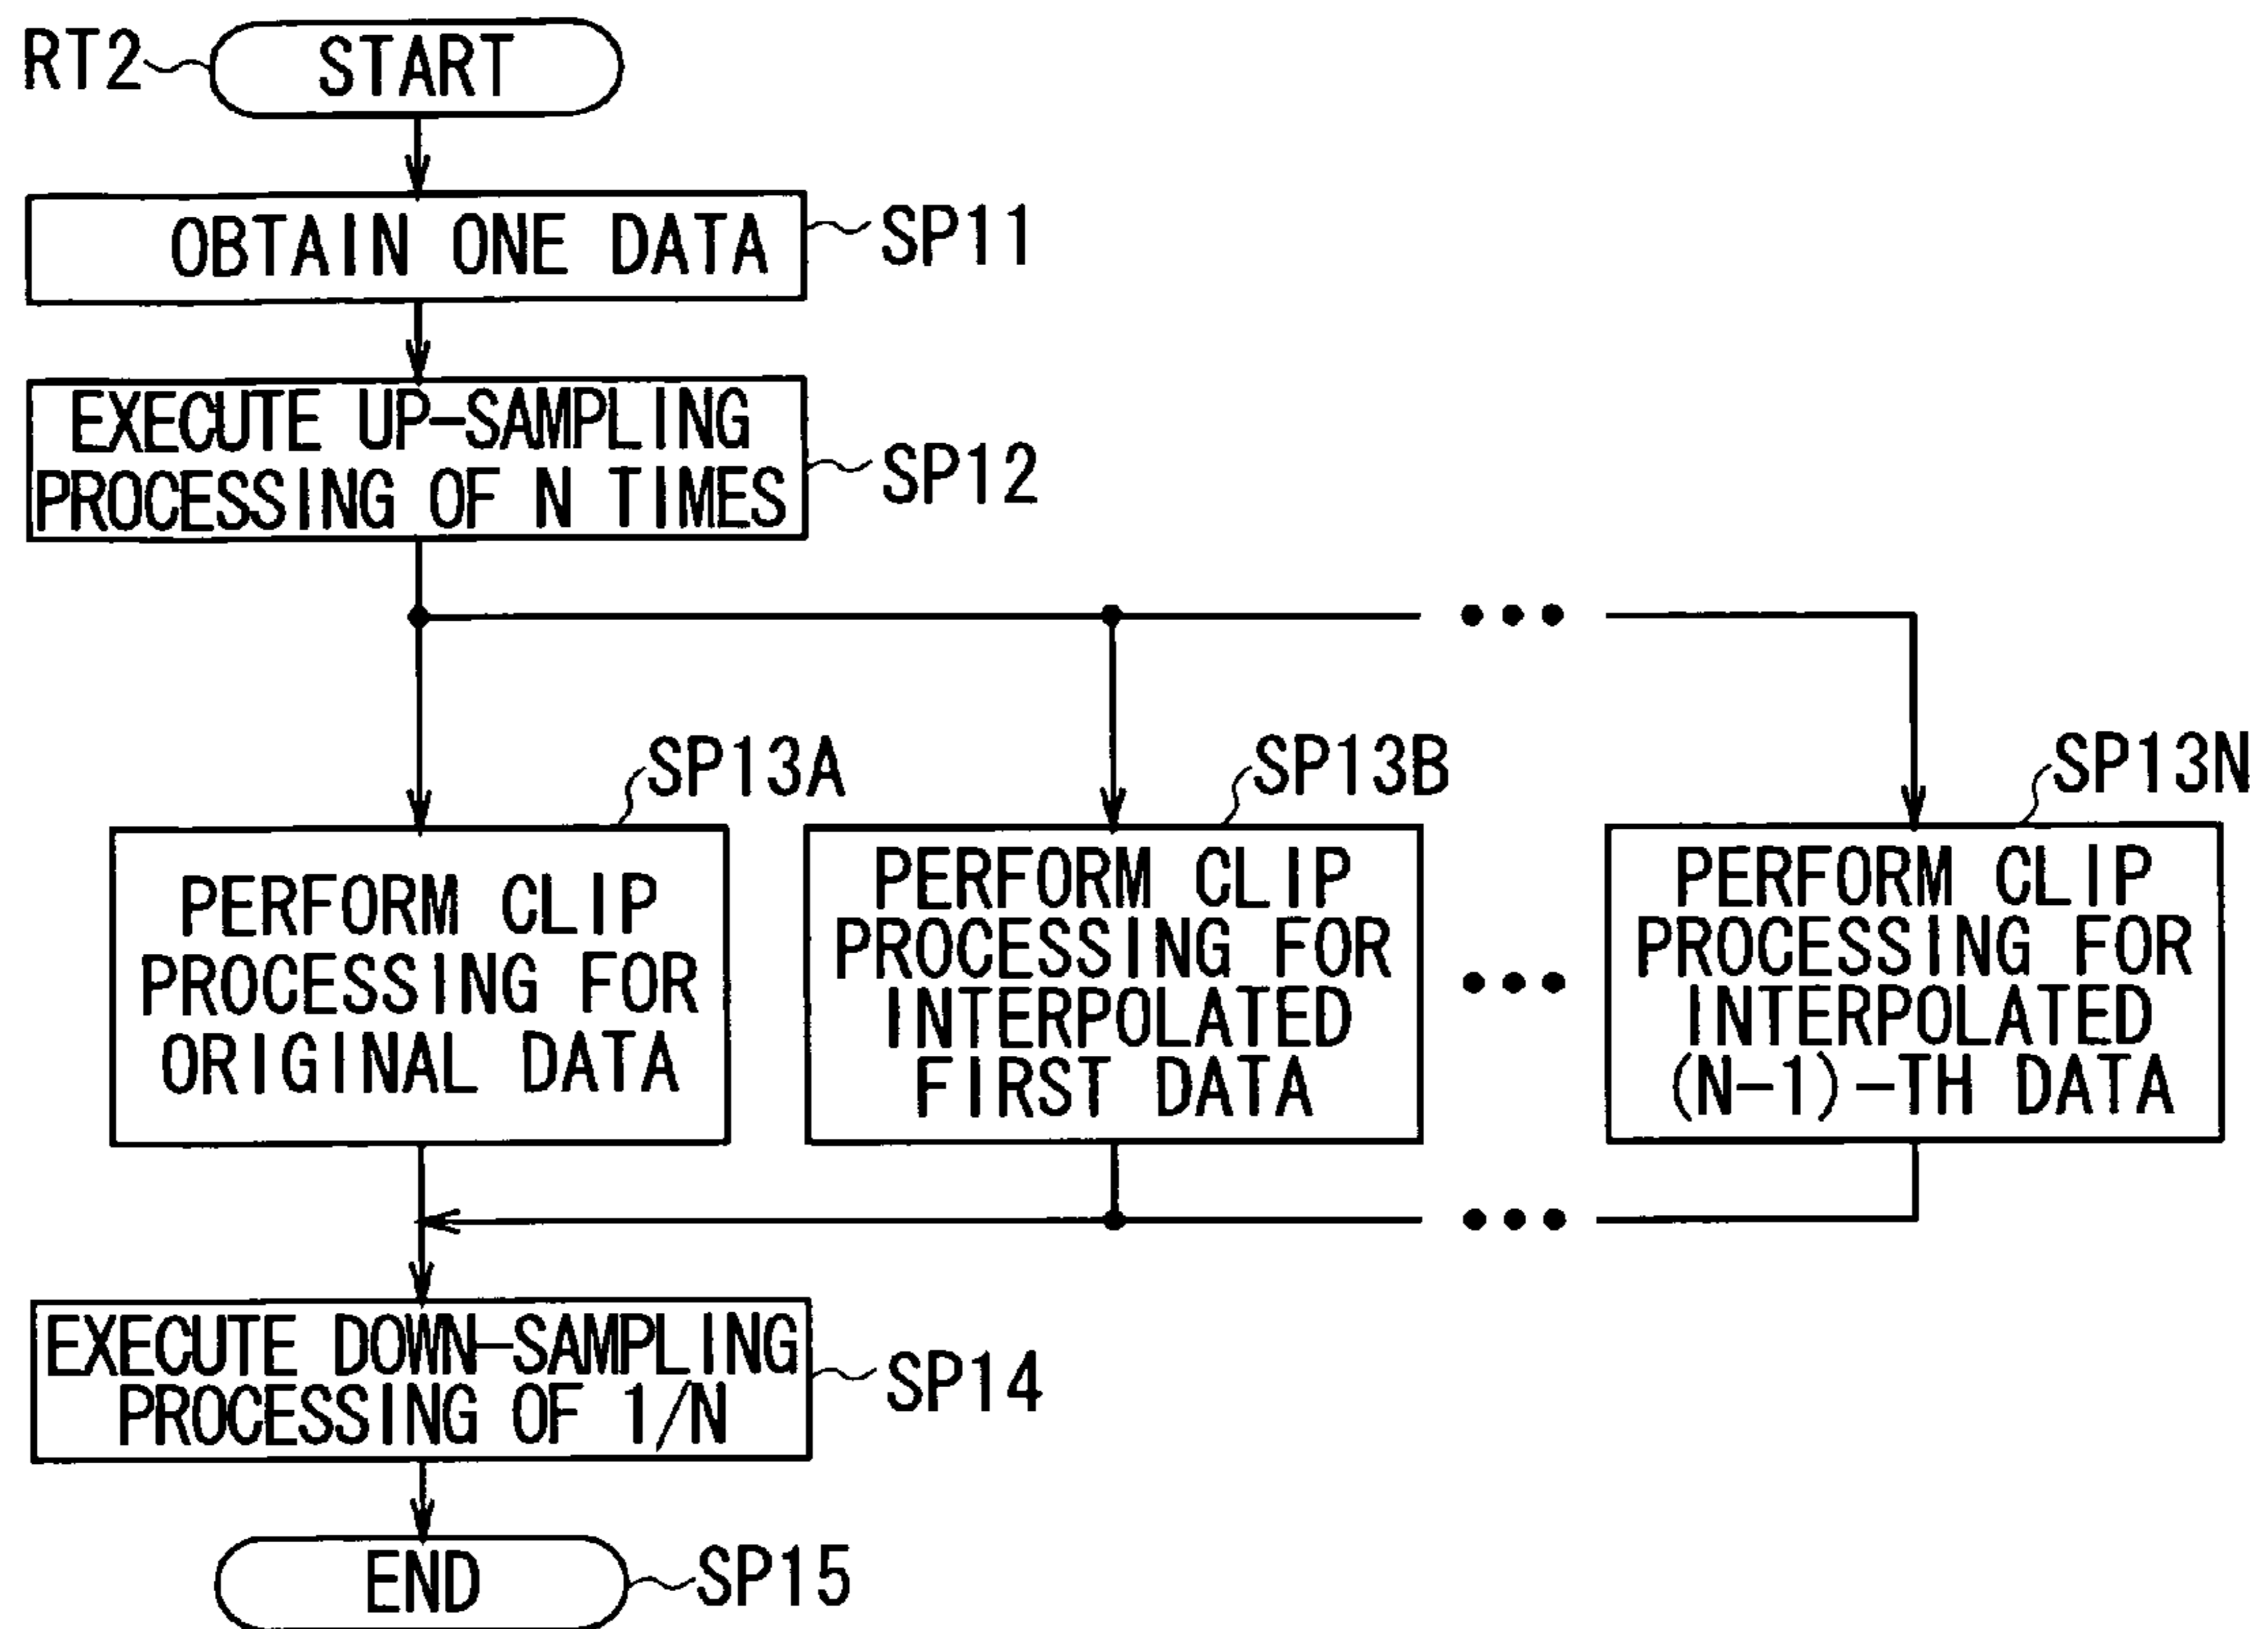 RT2
START
OBTAIN ONE DATA
SP11
EXECUTE UP-SAMPLING
PROCESSING OF N TIMES
SP12
SP13A
PERFORM CLIP
PROCESSING FOR
ORIGINAL DATA
SP13B
PERFORM CLIP
PROCESSING FOR
INTERPOLATED
FIRST DATA
SP13N
PERFORM CLIP
PROCESSING FOR
INTERPOLATED
(N-1)-TH DATA
EXECUTE DOWN-SAMPLING
PROCESSING OF 1/N
SP14
END
SP15